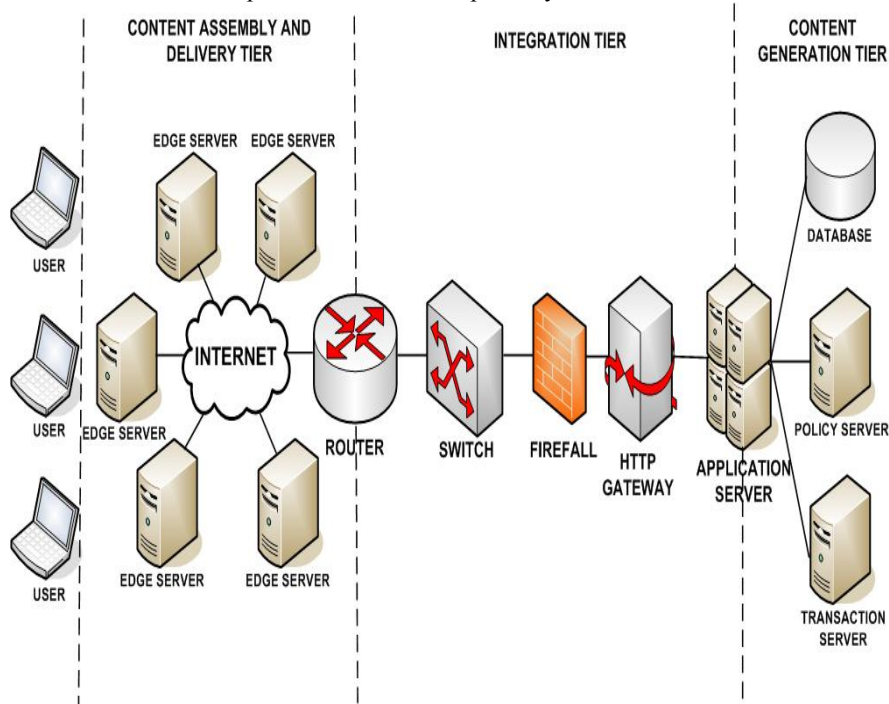 CONTENT ASSEMBLY AND
DELIVERY TIER
INTEGRATION TIER
CONTENT
GENERATION TIER
EDGE SERVER
EDGE SERVER
USER
DATABASE
INTERNET
EDGE SERVER
USER
ROUTER
SWITCH
FIREFALL
HTTP
GATEWAY
APPLICATION
SERVER
POLICY SERVER
EDGE SERVER
EDGE SERVER
USER
TRANSACTION
SERVER